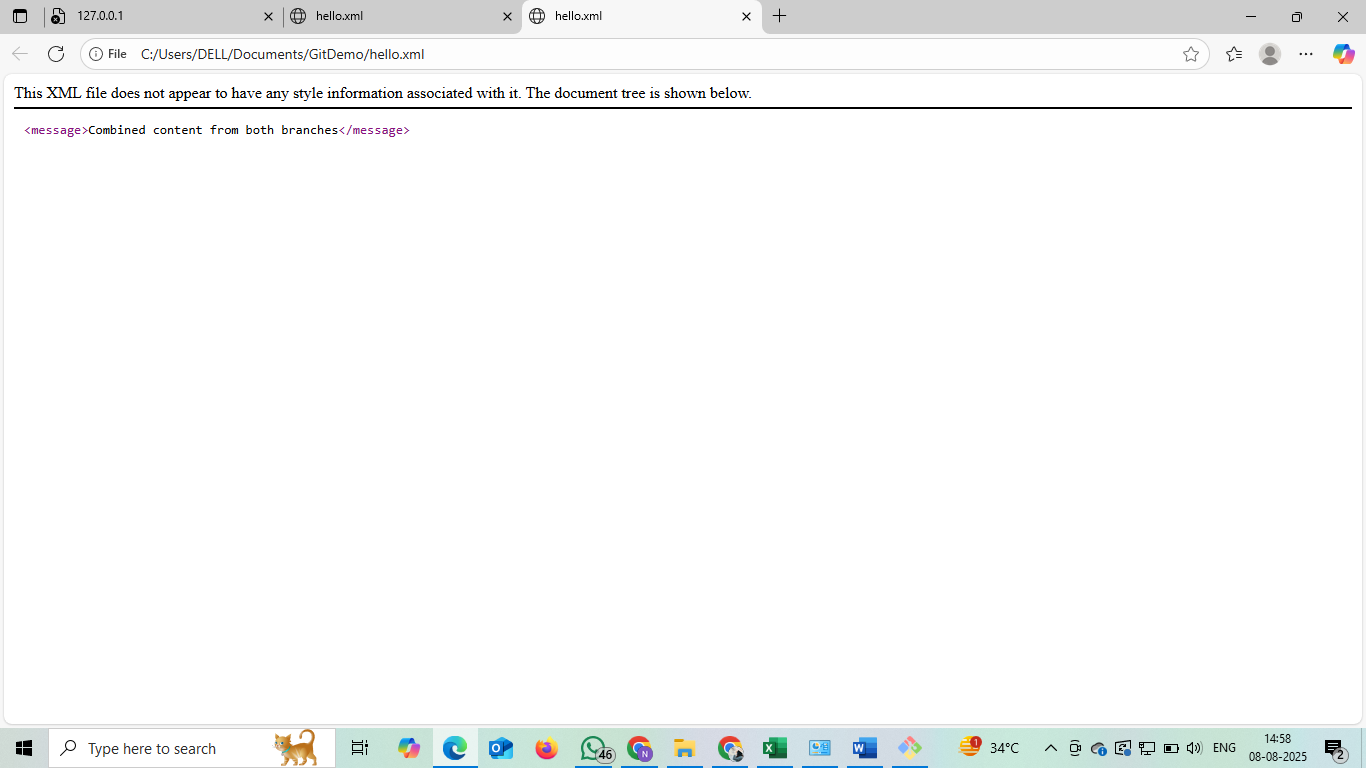 127.0.0.1
hello.xml
hello.xml
File C:/Users/DELL/Documents/GitDemo/hello.xml
This XML file does not appear to have any style information associated with it. The document tree is shown below.
<message>Combined content from both branches</message>
Type here to search
46
N
1
34°C
ENG
14:58
08-08-2025
2